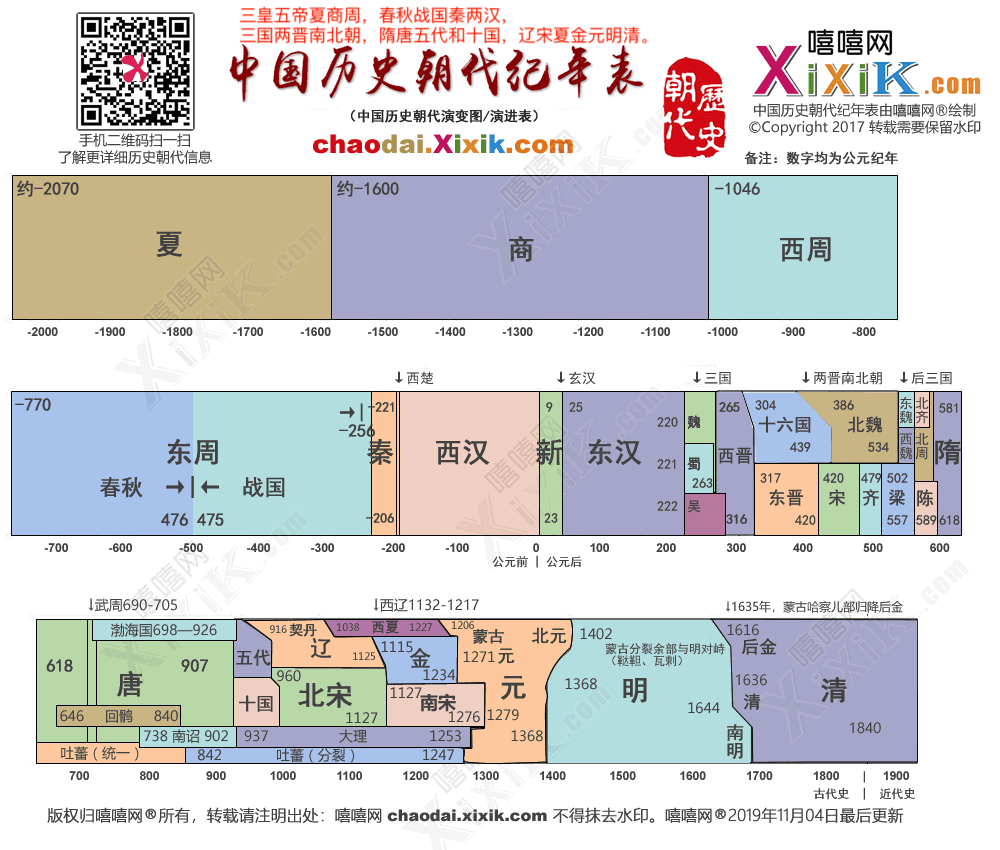 三皇五帝夏商周，春秋战国秦两汉，
三国两晋南北朝，隋唐五代和十国，辽宋夏金元明清。
中国历史朝代纪年表
（中国历史朝代演变图/演进表）
chaodai.Xixik.com
手机二维码扫一扫
了解更详细历史朝代信息
朝代歷史
嘻嘻网
XiXiK.com
中国历史朝代纪年表由嘻嘻网®绘制
©Copyright 2017 转载需要保留水印
备注：数字均为公元纪年
约-2070 约-1600 -1046
夏 商 西周
-2000 -1900 -1800 -1700 -1600 -1500 -1400 -1300 -1200 -1100 -1000 -900 -800
↓西楚 ↓玄汉 ↓三国 ↓两晋南北朝 ↓后三国
-770 →| -256 -221 9 25 265 304 386 东魏 北齐 581
220 魏 十六国 北魏
439 534
东周 秦 西汉 新 东汉 西晋 西魏 北周 隋
221 蜀 263
春秋 →|← 战国
317 420 479 502
东晋 宋 齐 梁 陈
222 吴
476 475 -206 23 316 420 557 589 618
-700 -600 -500 -400 -300 -200 -100 0 100 200 300 400 500 600
公元前 | 公元后
↓武周690-705 ↓西辽1132-1217 ↓1635年，蒙古哈察儿部归降后金
渤海国698—926
916 契丹 辽 1125
1038 西夏 1227
1206 蒙古 北元 1402
1271 元
蒙古分裂余部与明对峙
（鞑靼、瓦刺）
1616 后金
618 唐 907
五代
960 北宋 1127
1115 金 1234
1127 南宋 1276
元 1279 1368
1368 明 1644
1636 清
清 1840
646 回鹘 840
十国
738 南诏 902
937 大理 1253
南明
吐蕃（统一）
842 吐蕃（分裂） 1247
700 800 900 1000 1100 1200 1300 1400 1500 1600 1700 1800 1900
古代史 | 近代史
版权归嘻嘻网®所有，转载请注明出处：嘻嘻网 chaodai.xixik.com 不得抹去水印。嘻嘻网®2019年11月04日最后更新